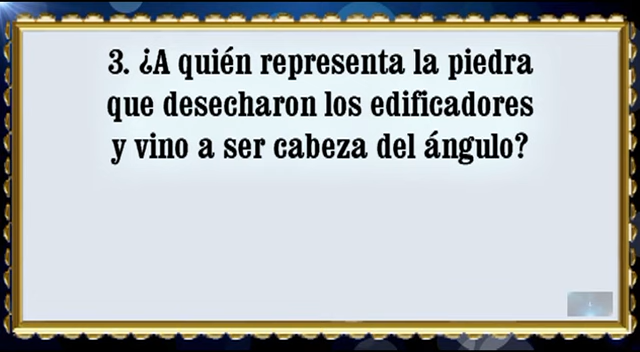 3. ¿A quién representa la piedra
que desecharon los edificadores
y vino a ser cabeza del ángulo?